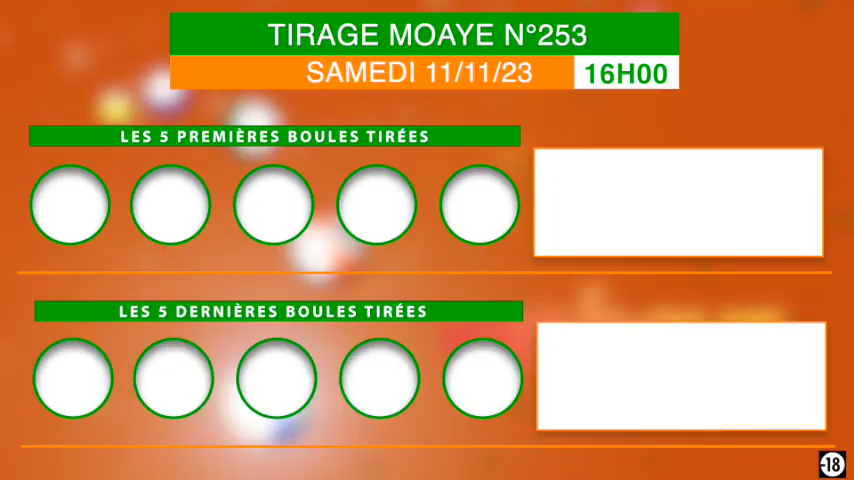 TIRAGE MOAYE N°253
SAMEDI 11/11/23 16H00
LES 5 PREMIÈRES BOULES TIRÉES
LES 5 DERNIÈRES BOULES TIRÉES
-18